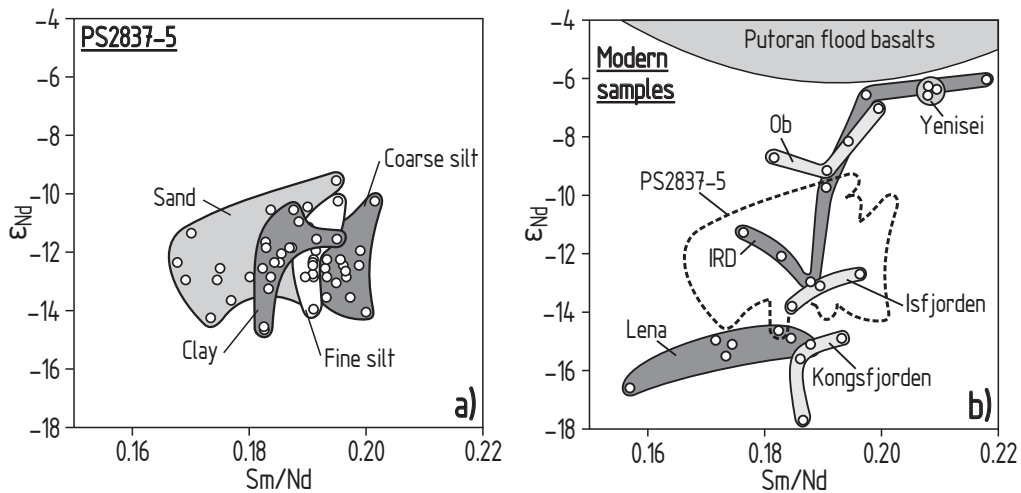 PS2837–5
–4
–6
–8
–10
–12
–14
–16
–18
εNd
Sand
Coarse silt
Clay
Fine silt
a)
0.16
0.18
0.20
0.22
Sm/Nd
–4
–6
–8
–10
–12
–14
–16
–18
εNd
Putoran flood basalts
Modern
samples
Ob
Yenisei
PS2837–5
IRD
Isfjorden
Lena
Kongsfjorden
b)
0.16
0.18
0.20
0.22
Sm/Nd